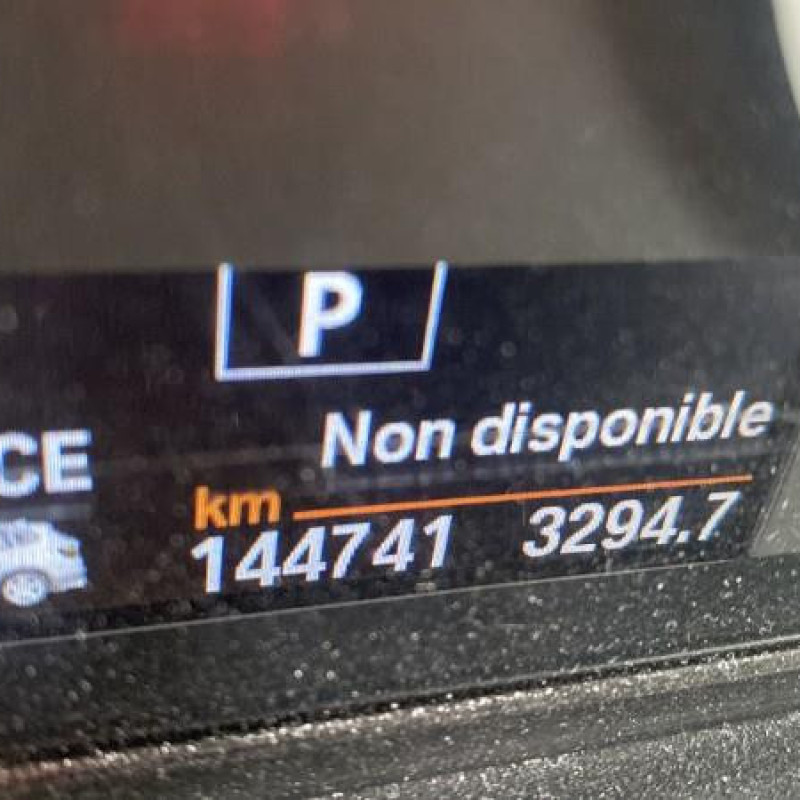 P
Non disponible
CE
km
144741 3294.7